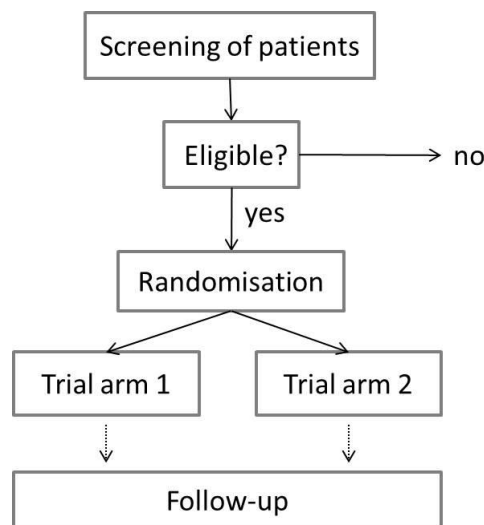 Screening of patients
Eligible?
no
yes
Randomisation
Trial arm 1
Trial arm 2
Follow-up